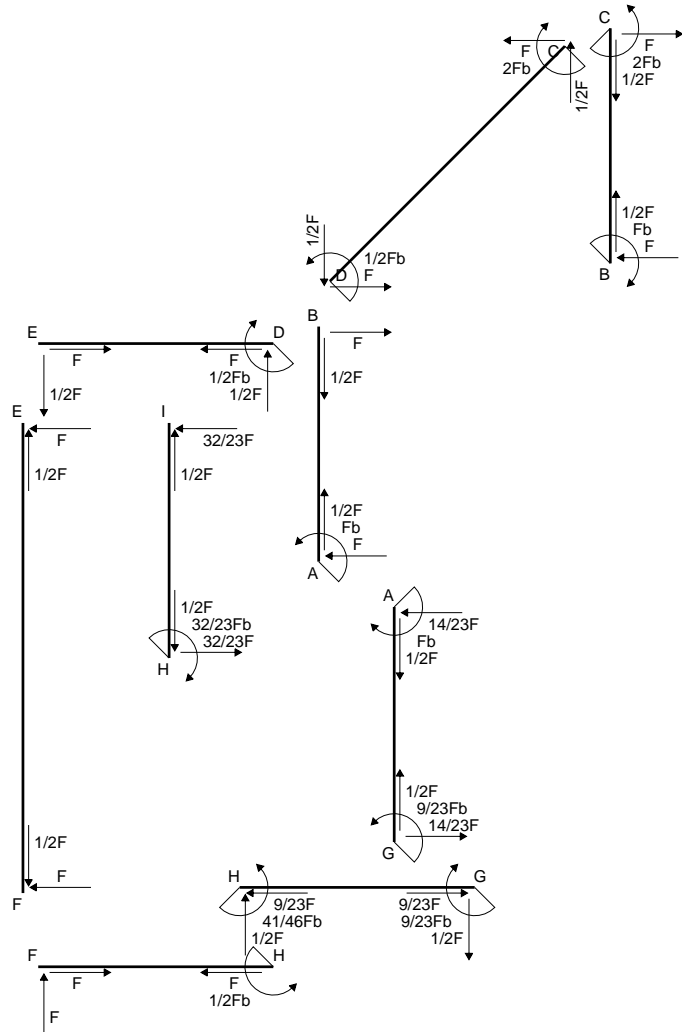 C
F
2Fb
1/2F
C
F
2Fb
1/2F
1/2F
1/2Fb
D
F
1/2F
Fb
F
B
E
D
F
F
1/2Fb
1/2F
1/2F
B
F
1/2F
1/2F
Fb
F
A
E
F
1/2F
I
32/23F
1/2F
1/2F
32/23Fb
32/23F
H
A
14/23F
Fb
1/2F
1/2F
9/23Fb
14/23F
G
1/2F
F
F
H
G
9/23F
41/46Fb
1/2F
9/23F
9/23Fb
1/2F
F
H
F
F
1/2Fb
F